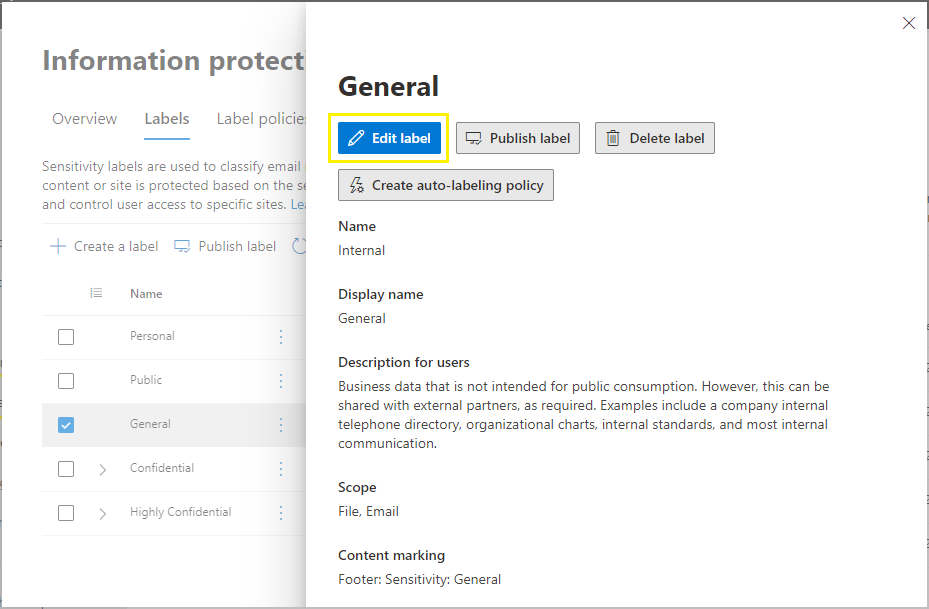 Information protecti
Overview
Labels
Label policies
Sensitivity labels are used to classify email
content or site is protected based on the se
and control user access to specific sites. Lea
Create a label
Publish label
Name
Personal
Public
General
Confidential
Highly Confidential
General
Edit label
Publish label
Delete label
Create auto-labeling policy
Name
Internal
Display name
General
Description for users
Business data that is not intended for public consumption. However, this can be
shared with external partners, as required. Examples include a company internal
telephone directory, organizational charts, internal standards, and most internal
communication.
Scope
File, Email
Content marking
Footer: Sensitivity: General